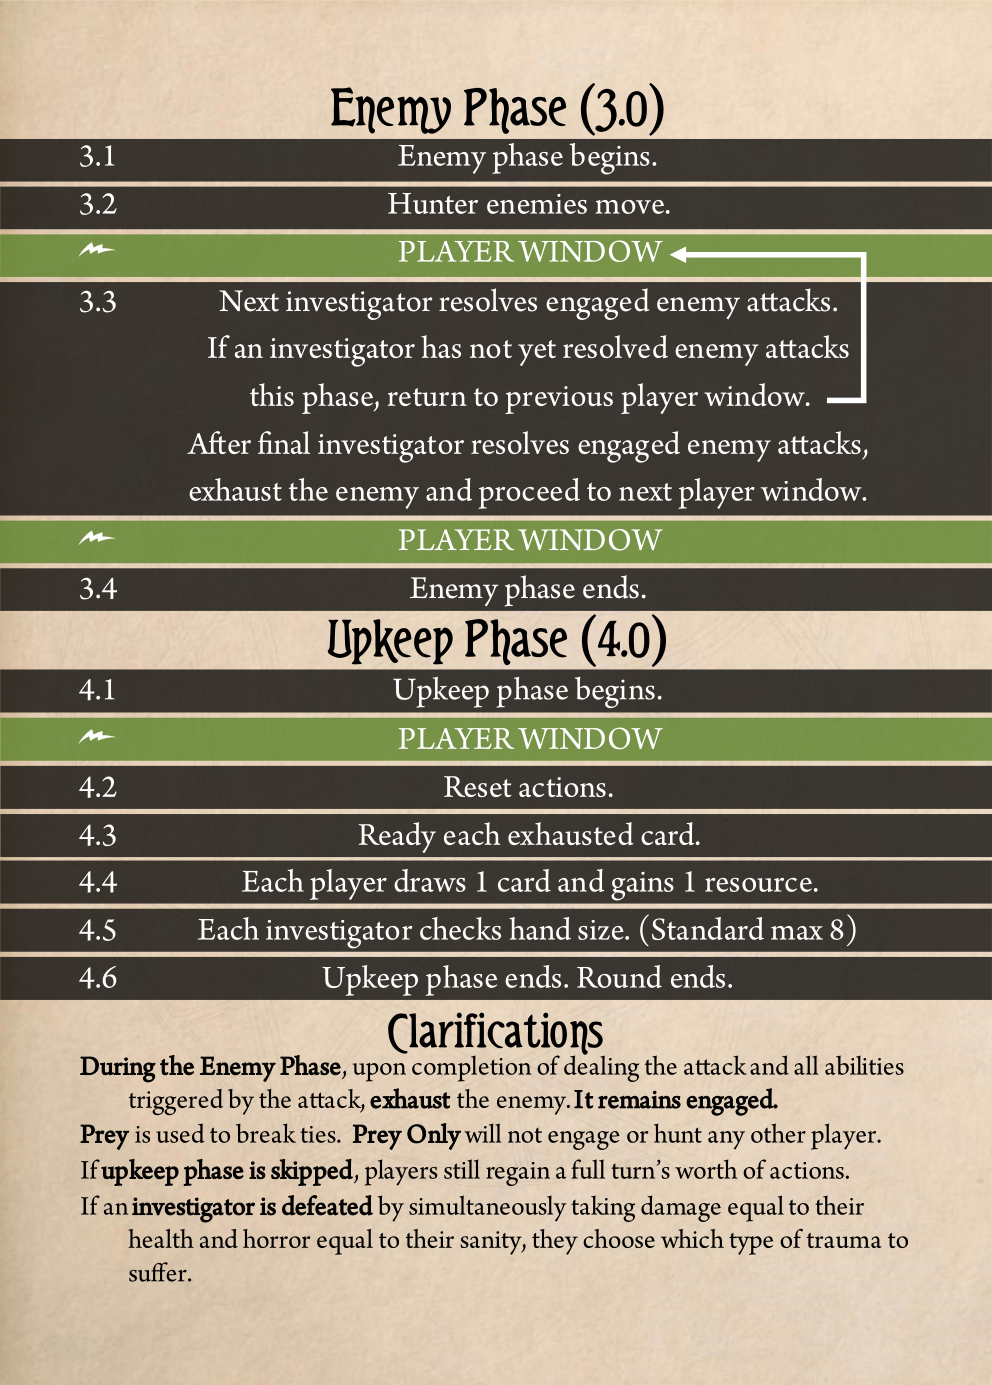 Enemy Phase (3.0)
3.1 Enemy phase begins.
3.2 Hunter enemies move.
PLAYER WINDOW
3.3 Next investigator resolves engaged enemy attacks.
If an investigator has not yet resolved enemy attacks
this phase, return to previous player window.
After final investigator resolves engaged enemy attacks,
exhaust the enemy and proceed to next player window.
PLAYER WINDOW
3.4 Enemy phase ends.
Upkeep Phase (4.0)
4.1 Upkeep phase begins.
PLAYER WINDOW
4.2 Reset actions.
4.3 Ready each exhausted card.
4.4 Each player draws 1 card and gains 1 resource.
4.5 Each investigator checks hand size. (Standard max 8)
4.6 Upkeep phase ends. Round ends.
Clarifications
During the Enemy Phase, upon completion of dealing the attack and all abilities
triggered by the attack, exhaust the enemy. It remains engaged.
Prey is used to break ties. Prey Only will not engage or hunt any other player.
If upkeep phase is skipped, players still regain a full turn's worth of actions.
If an investigator is defeated by simultaneously taking damage equal to their
health and horror equal to their sanity, they choose which type of trauma to
suffer.